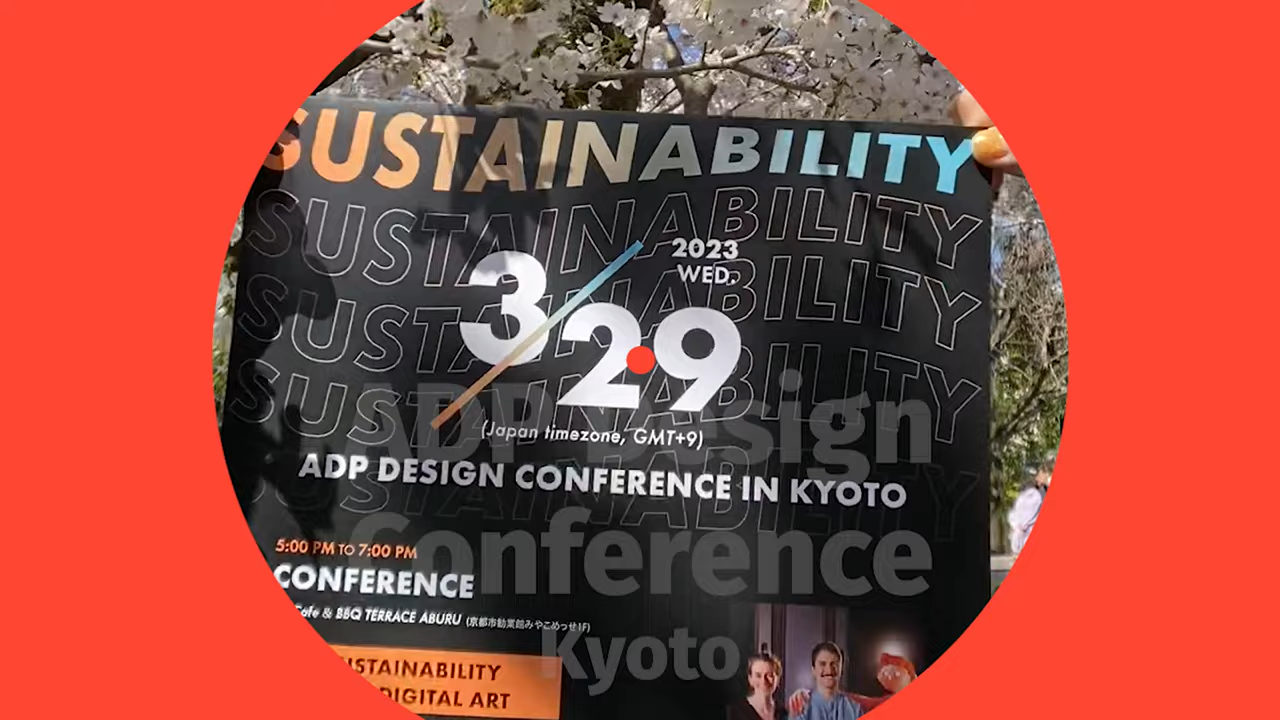 SUSTAINABILITY
SUSTAINABILITY
SUSTAINABILITY
SUSTAINABILITY
SUSTAINABILITY
3/29
2023
WED.
(Japan timezone, GMT+9)
ADP DESIGN CONFERENCE IN KYOTO
ADP Design
Conference
Kyoto
5:00 PM TO 7:00 PM
CONFERENCE
Cafe & BBQ TERRACE ABURU (京都市勧業館みやこめっせ1F)
USTAINABILITY
DIGITAL ART